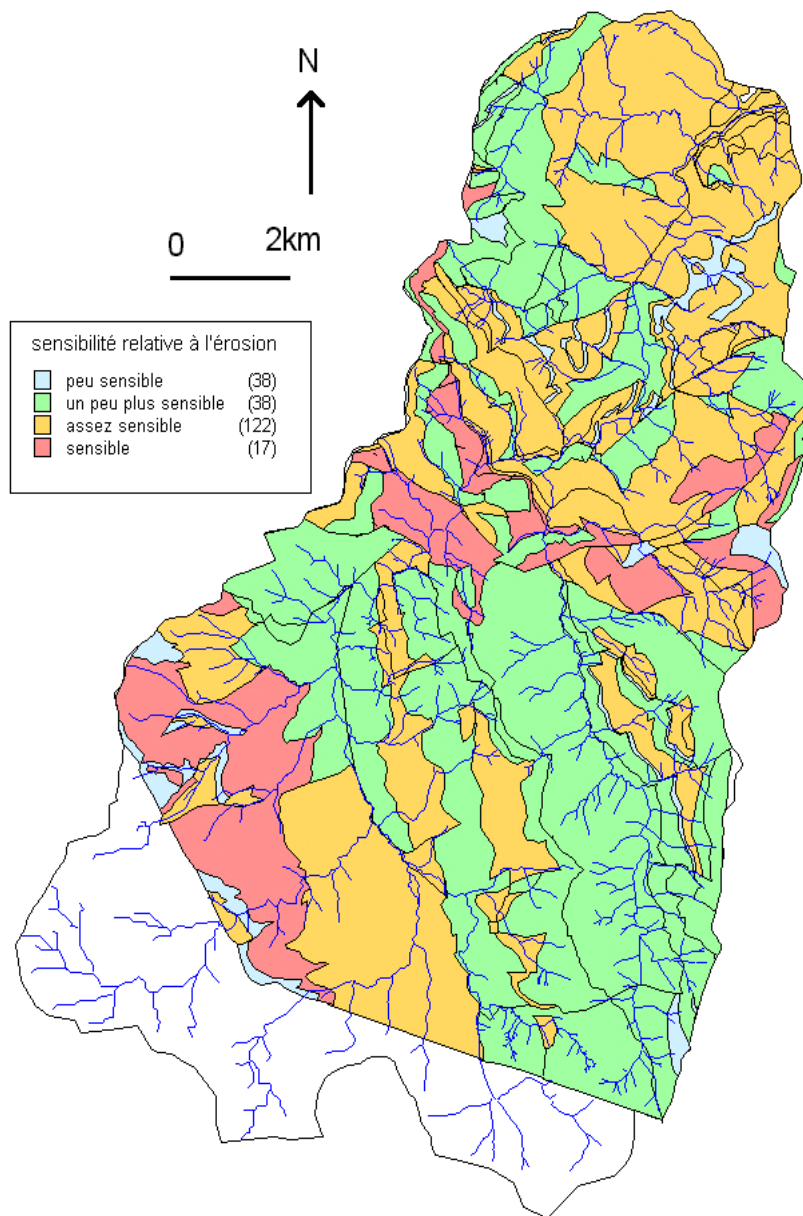 N
0 2km
sensibilité relative à l'érosion
peu sensible (38)
un peu plus sensible (38)
assez sensible (122)
sensible (17)